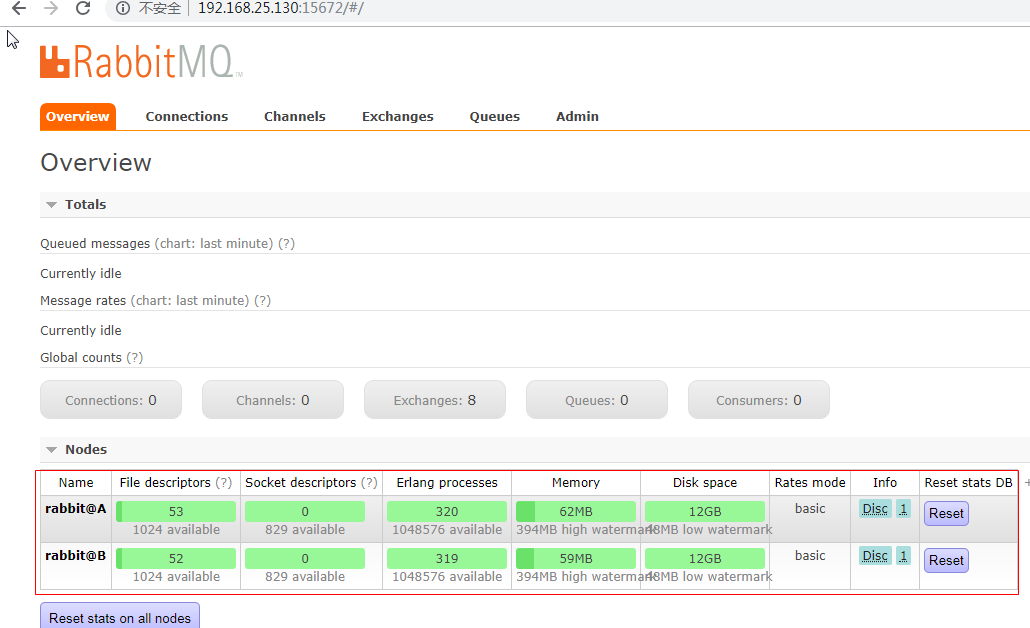 不安全 192.168.25.130:15672/#/
RabbitMQ TM
Overview Connections Channels Exchanges Queues Admin
Overview
Totals
Queued messages (chart: last minute) (?)
Currently idle
Message rates (chart: last minute) (?)
Currently idle
Global counts (?)
Connections: 0 Channels: 0 Exchanges: 8 Queues: 0 Consumers: 0
Nodes
Name File descriptors (?) Socket descriptors (?) Erlang processes Memory Disk space Rates mode Info Reset stats DB +
rabbit@A 53 0 320 62MB 12GB basic Disc 1 Reset
1024 available 829 available 1048576 available 394MB high watermark 48MB low watermark
rabbit@B 52 0 319 59MB 12GB basic Disc 1 Reset
1024 available 829 available 1048576 available 394MB high watermark 48MB low watermark
Reset stats on all nodes